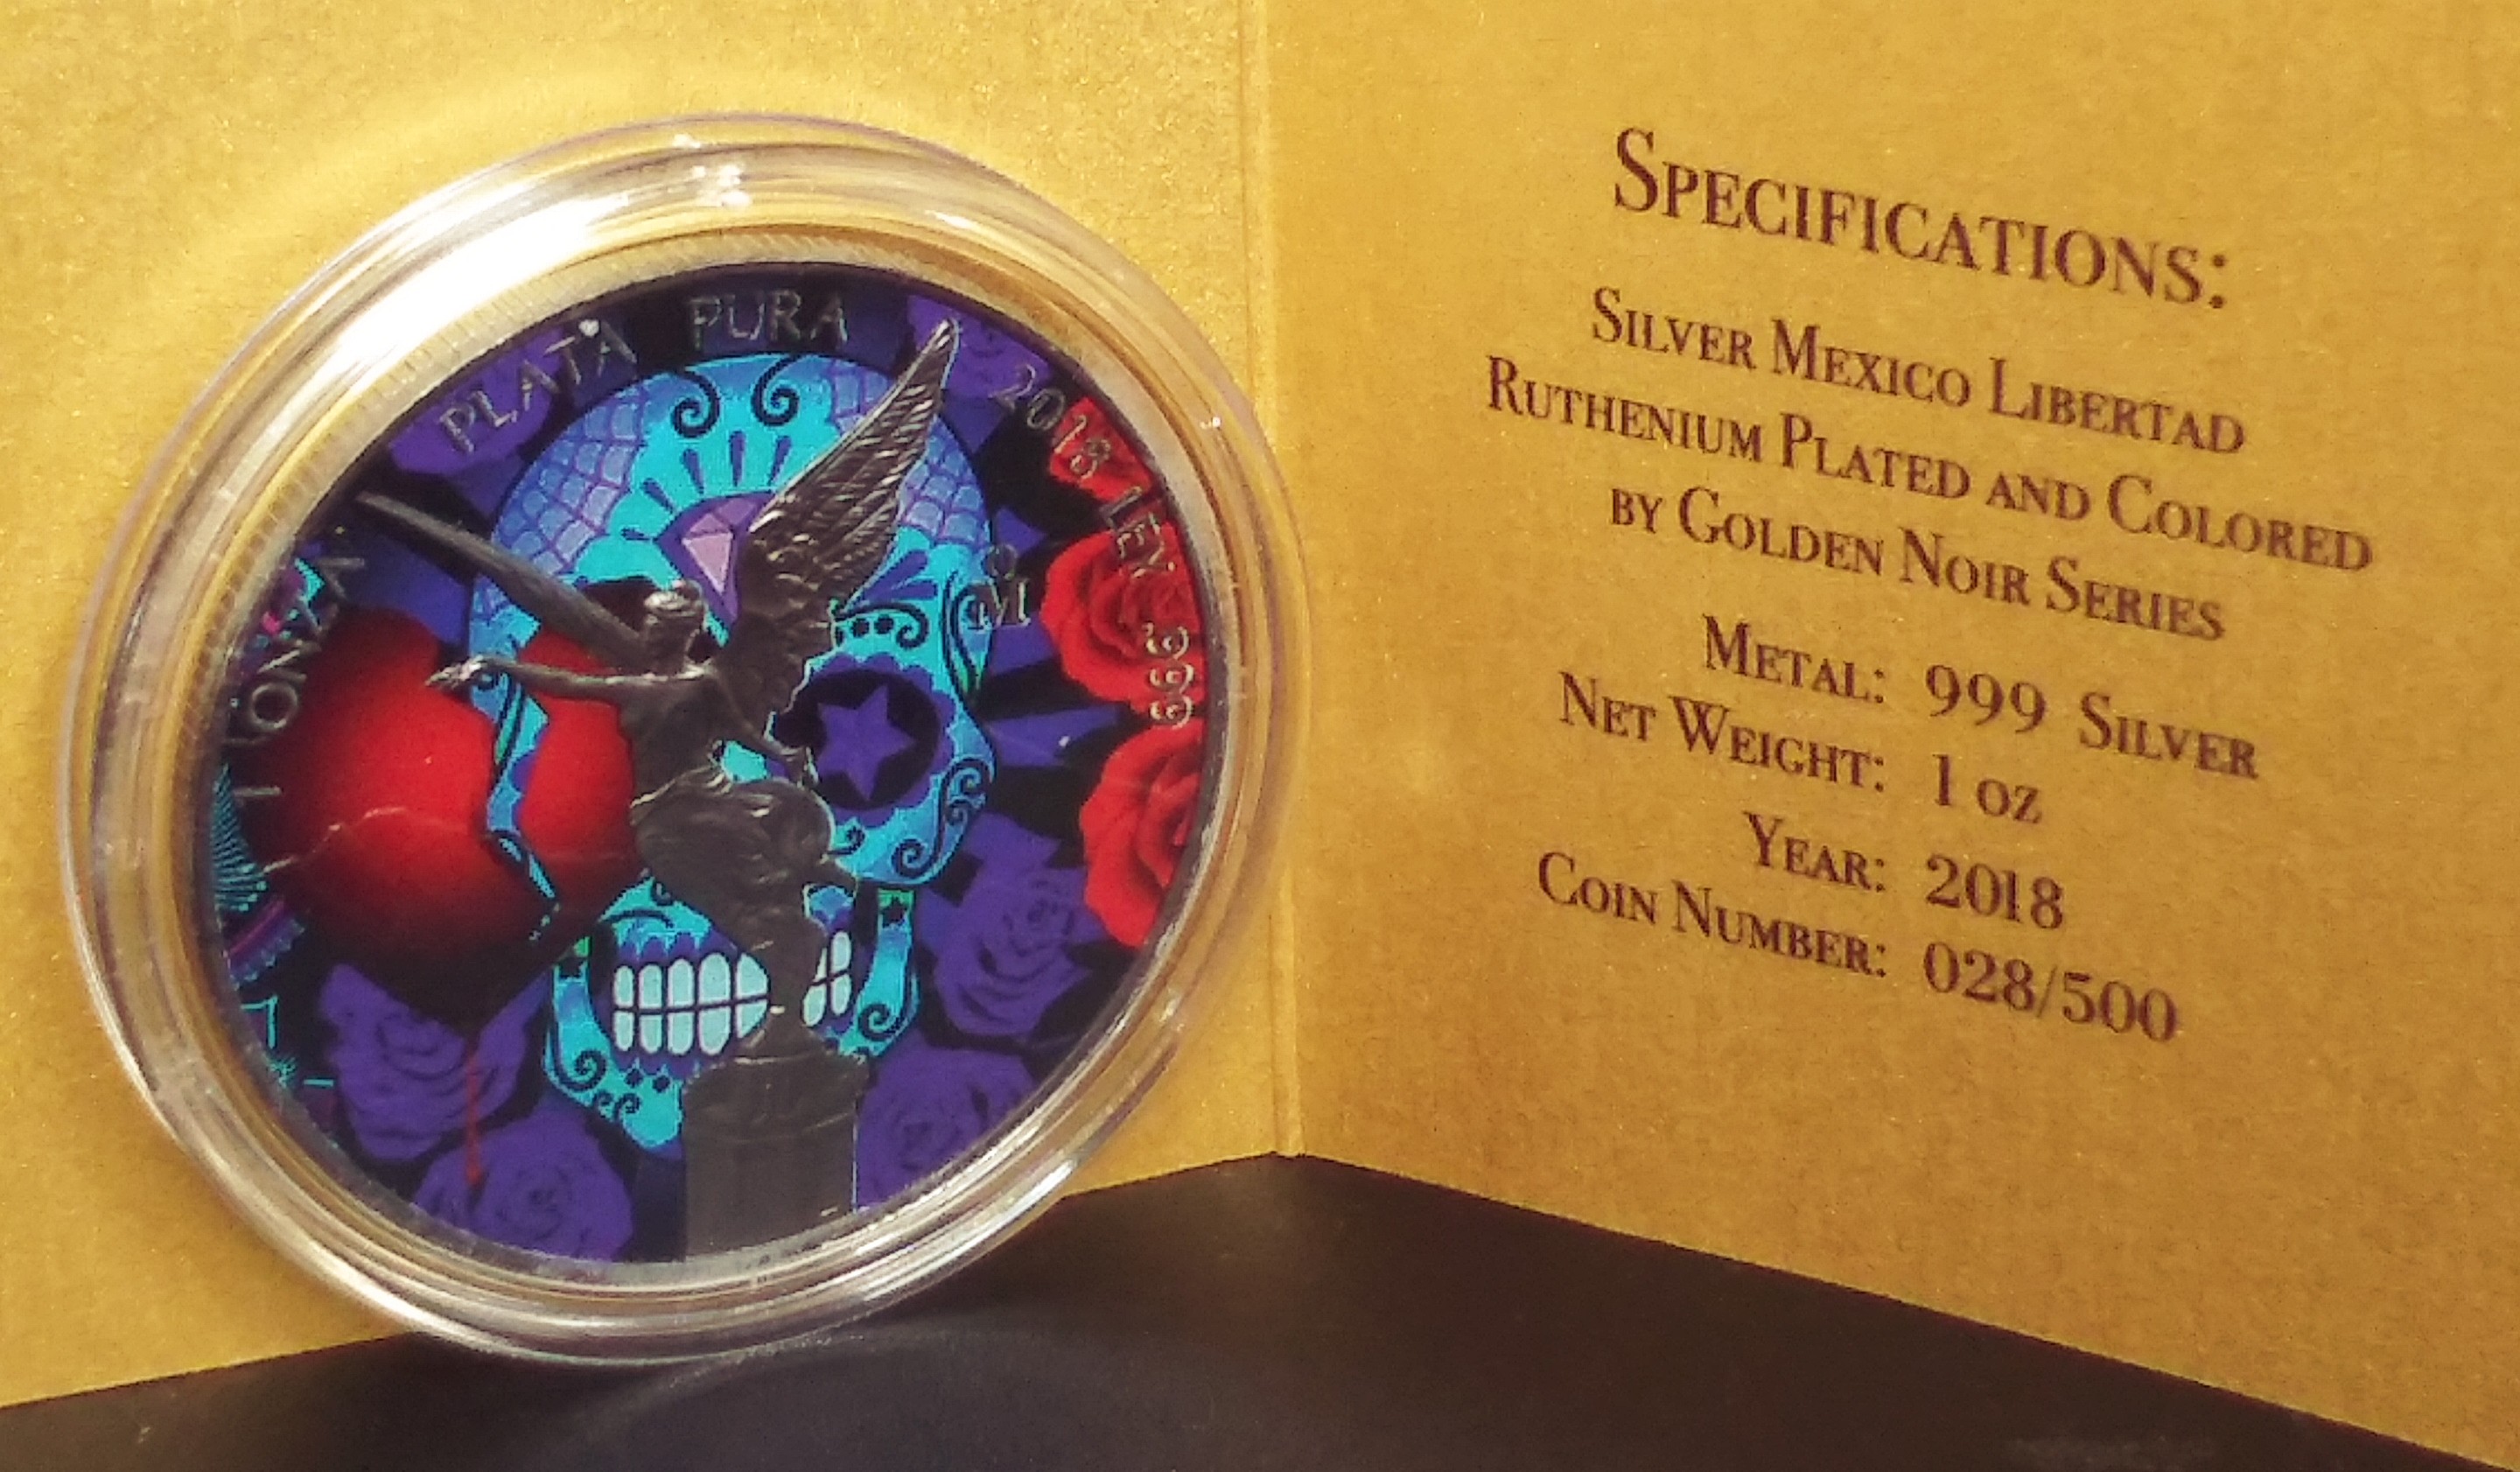 1 ONZA PLATA PURA 2018 LEY .999
M°
SPECIFICATIONS:
SILVER MEXICO LIBERTAD
RUTHENIUM PLATED AND COLORED
BY GOLDEN NOIR SERIES
METAL: 999 SILVER
NET WEIGHT: 1 OZ
YEAR: 2018
COIN NUMBER: 028/500